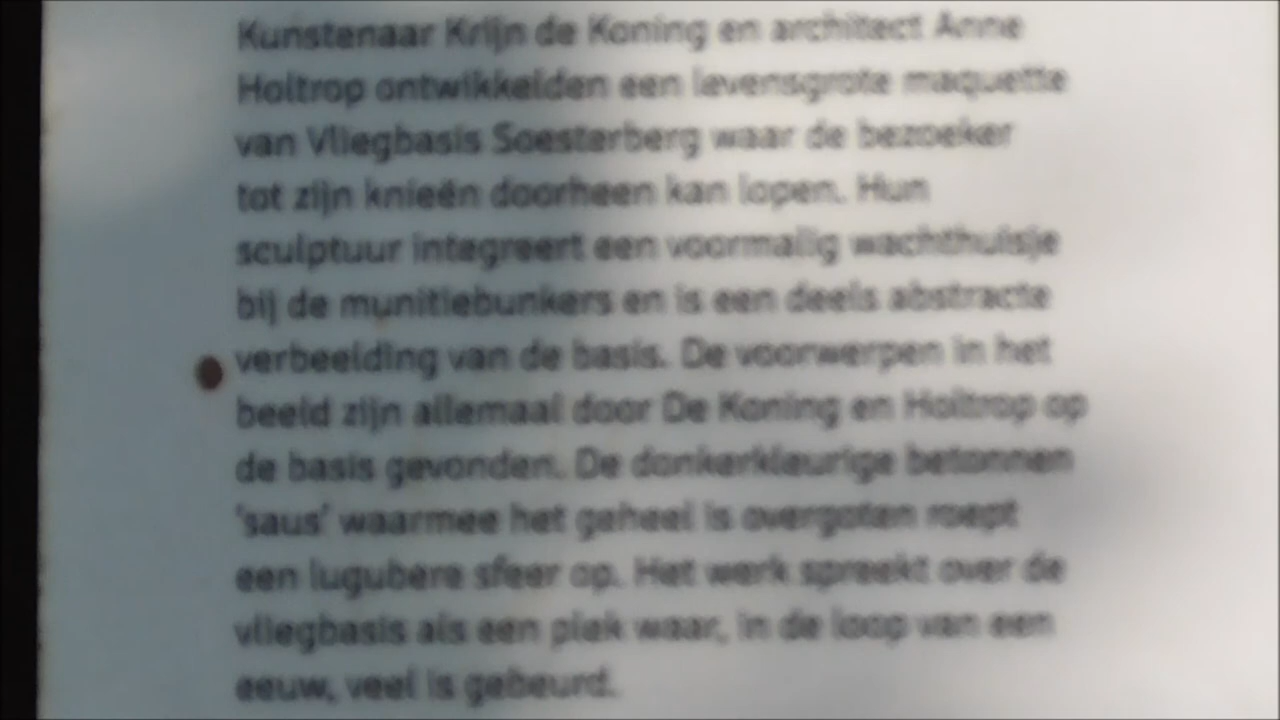 Kunstenaar Krijn de Koning en architect Anne
Holtrop ontwikkelden een levensgrote maquette
van Vliegbasis Soesterberg waar de bezoeker
tot zijn knieën doorheen kan lopen. Hun
sculptuur integreert een voormalig wachthuisje
bij de munitiebunkers en is een deels abstracte
verbeelding van de basis. De voorwerpen in het
beeld zijn allemaal door De Koning en Holtrop op
de basis gevonden. De donkerkleurige betonnen
'saus' waarmee het geheel is overgoten roept
een lugubere sfeer op. Het werk spreekt over de
vliegbasis als een plek waar, in de loop van een
eeuw, veel is gebeurd.